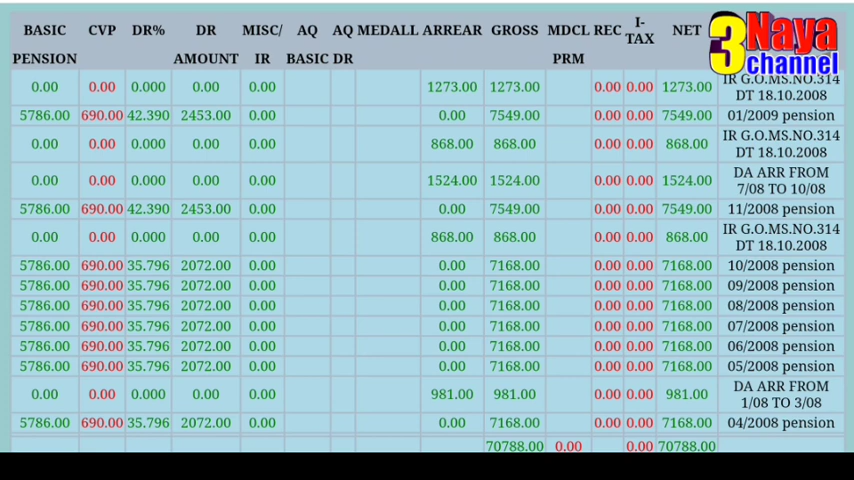 BASIC CVP DR% DR MISC/ AQ AQ MEDALL ARREAR GROSS MDCL REC I-TAX NET
PENSION AMOUNT IR BASIC DR PRM
3 Naya channel
0.00 0.00 0.000 0.00 0.00 1273.00 1273.00 0.00 0.00 1273.00 IR G.O.MS.NO.314
DT 18.10.2008
5786.00 690.00 42.390 2453.00 0.00 0.00 7549.00 0.00 0.00 7549.00 01/2009 pension
0.00 0.00 0.000 0.00 0.00 868.00 868.00 0.00 0.00 868.00 IR G.O.MS.NO.314
DT 18.10.2008
0.00 0.00 0.000 0.00 0.00 1524.00 1524.00 0.00 0.00 1524.00 DA ARR FROM
7/08 TO 10/08
5786.00 690.00 42.390 2453.00 0.00 0.00 7549.00 0.00 0.00 7549.00 11/2008 pension
0.00 0.00 0.000 0.00 0.00 868.00 868.00 0.00 0.00 868.00 IR G.O.MS.NO.314
DT 18.10.2008
5786.00 690.00 35.796 2072.00 0.00 0.00 7168.00 0.00 0.00 7168.00 10/2008 pension
5786.00 690.00 35.796 2072.00 0.00 0.00 7168.00 0.00 0.00 7168.00 09/2008 pension
5786.00 690.00 35.796 2072.00 0.00 0.00 7168.00 0.00 0.00 7168.00 08/2008 pension
5786.00 690.00 35.796 2072.00 0.00 0.00 7168.00 0.00 0.00 7168.00 07/2008 pension
5786.00 690.00 35.796 2072.00 0.00 0.00 7168.00 0.00 0.00 7168.00 06/2008 pension
5786.00 690.00 35.796 2072.00 0.00 0.00 7168.00 0.00 0.00 7168.00 05/2008 pension
0.00 0.00 0.000 0.00 0.00 981.00 981.00 0.00 0.00 981.00 DA ARR FROM
1/08 TO 3/08
5786.00 690.00 35.796 2072.00 0.00 0.00 7168.00 0.00 0.00 7168.00 04/2008 pension
70788.00 0.00 0.00 70788.00